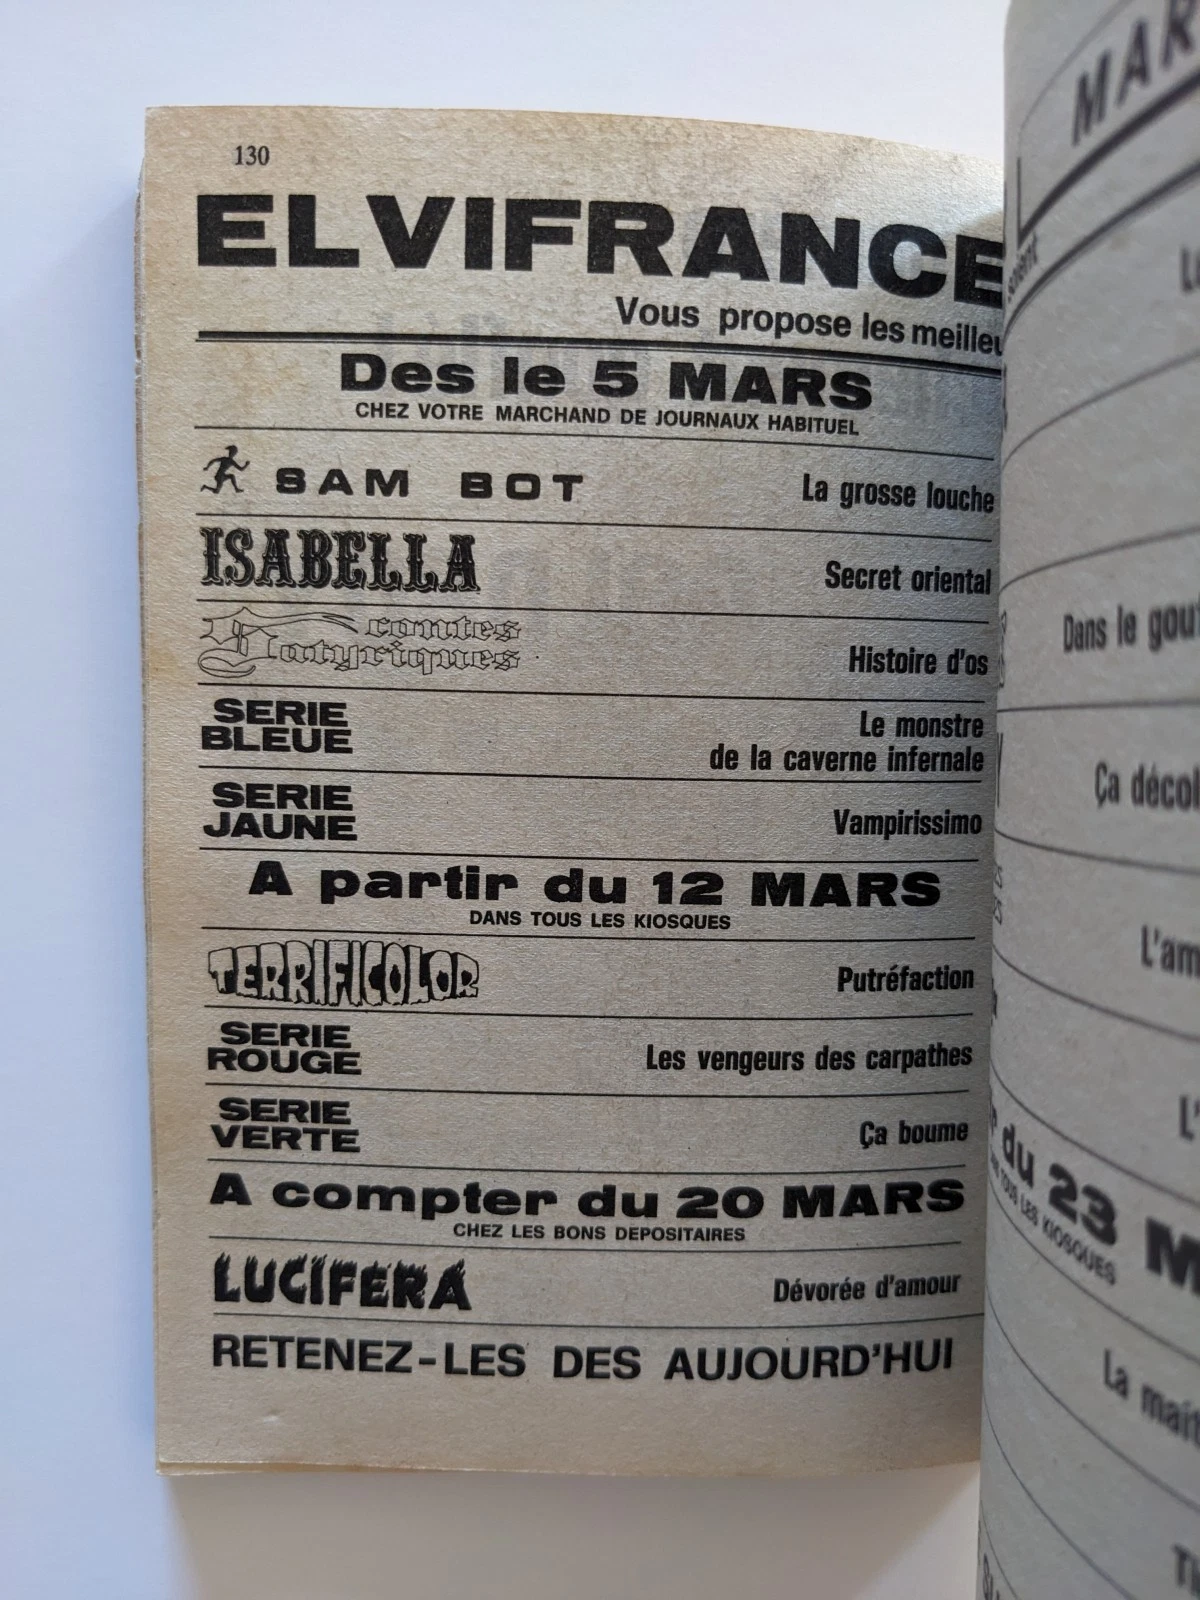 130
ELVIFRANCE
Vous propose les
Des le 5 MARS
CHEZ VOTRE MARCHAND DE JOURNAUX HABITUEL
SAM BOT
La grosse louche
ISABELLA
Secret oriental
contes
Satyriques
Histoire d'os
SERIE
BLEUE
Le monstre
de la caverne infernale
SERIE
JAUNE
Vampirissimo
A partir du 12 MARS
DANS TOUS LES KIOSQUES
TERRIFICOLOR
Putréfaction
SERIE
ROUGE
Les vengeurs des carpathes
SERIE
VERTE
Ça boume
A compter du 20 MARS
CHEZ LES BONS DEPOSITAIRES
LUCIFERA
Dévorée d'amour
RETENEZ-LES DES AUJOURD'HUI
Dans le
Ça
du 23
TOUS LES KIOSQUES
La